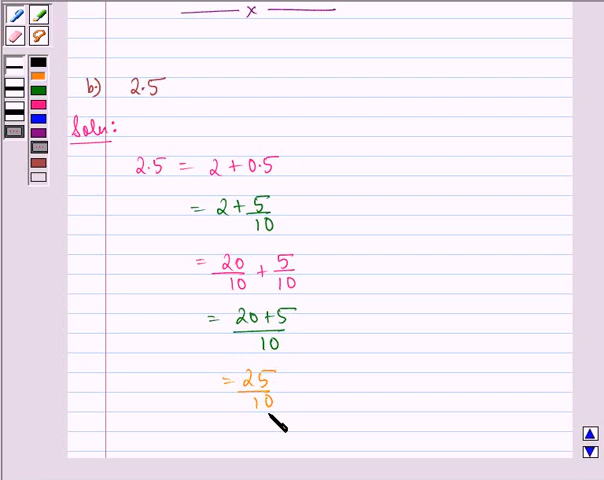 x
b.) 2.5
Soln:
2.5 = 2 + 0.5
= 2 + 5/10
= 20/10 + 5/10
= 20+5/10
= 25/10